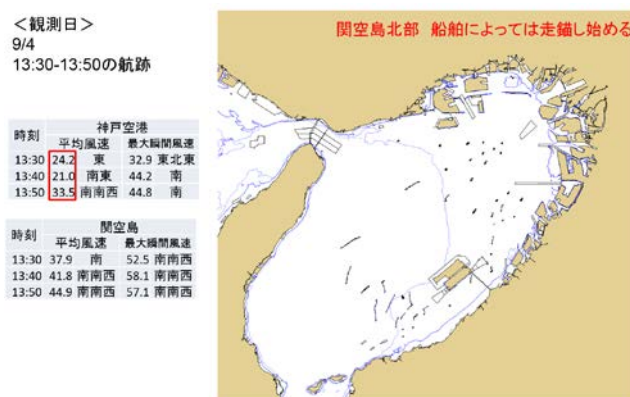 ＜観測日＞
9/4
13:30-13:50の航跡
関空島北部 船舶によっては走錨し始める
時刻 神戸空港
平均風速 最大瞬間風速
13:30 24.2 東 32.9 東北東
13:40 21.0 南東 44.2 南
13:50 33.5 南南西 44.8 南
時刻 関空島
平均風速 最大瞬間風速
13:30 37.9 南 52.5 南南西
13:40 41.8 南南西 58.1 南南西
13:50 44.9 南南西 57.1 南南西